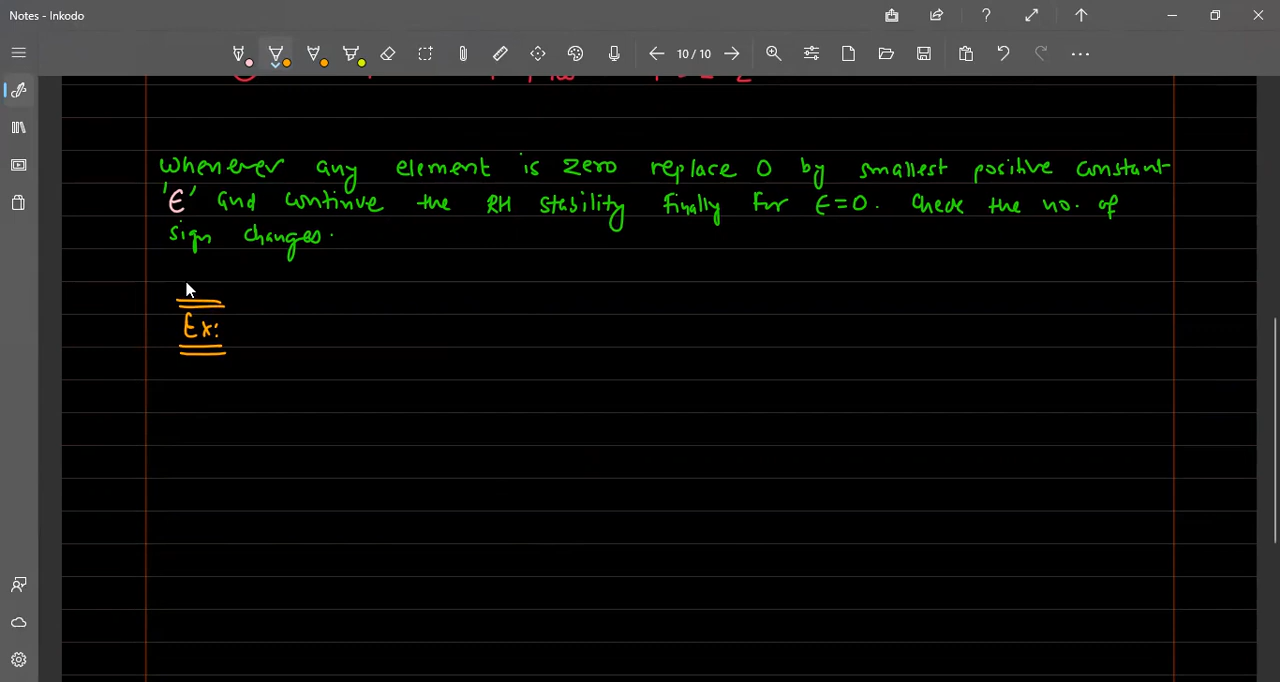 Notes - Inkodo
10 / 10
Whenever any element is zero replace 0 by smallest positive constant
'ϵ' and continue the RH stability finally for ϵ=0. Check the no. of
sign changes.
Ex: